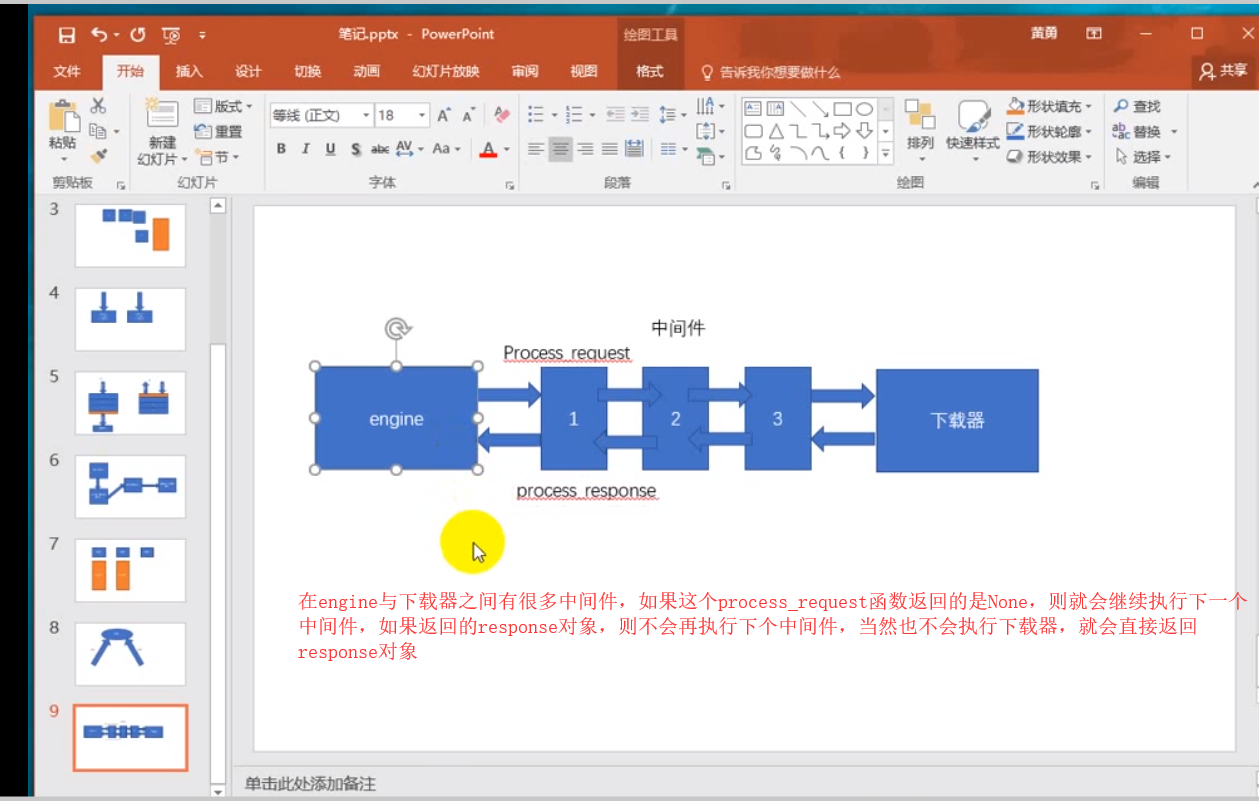 笔记.pptx - PowerPoint
绘图工具
黄勇
文件 开始 插入 设计 切换 动画 幻灯片放映 审阅 视图 格式 告诉我你想要做什么 共享
粘贴
新建
幻灯片
版式
重置
节
等线 (正文) 18
B I U S abc AV Aa A
排列 快速样式
形状填充
形状轮廓
形状效果
查找
替换
选择
剪贴板 幻灯片 字体 段落 绘图 编辑
3
4
5
6
7
8
9
中间件
Process_request
engine 1 2 3 下载器
process_response
在engine与下载器之间有很多中间件，如果这个process_request函数返回的是None，则就会继续执行下一个
中间件，如果返回的response对象，则不会再执行下个中间件，当然也不会执行下载器，就会直接返回
response对象
单击此处添加备注